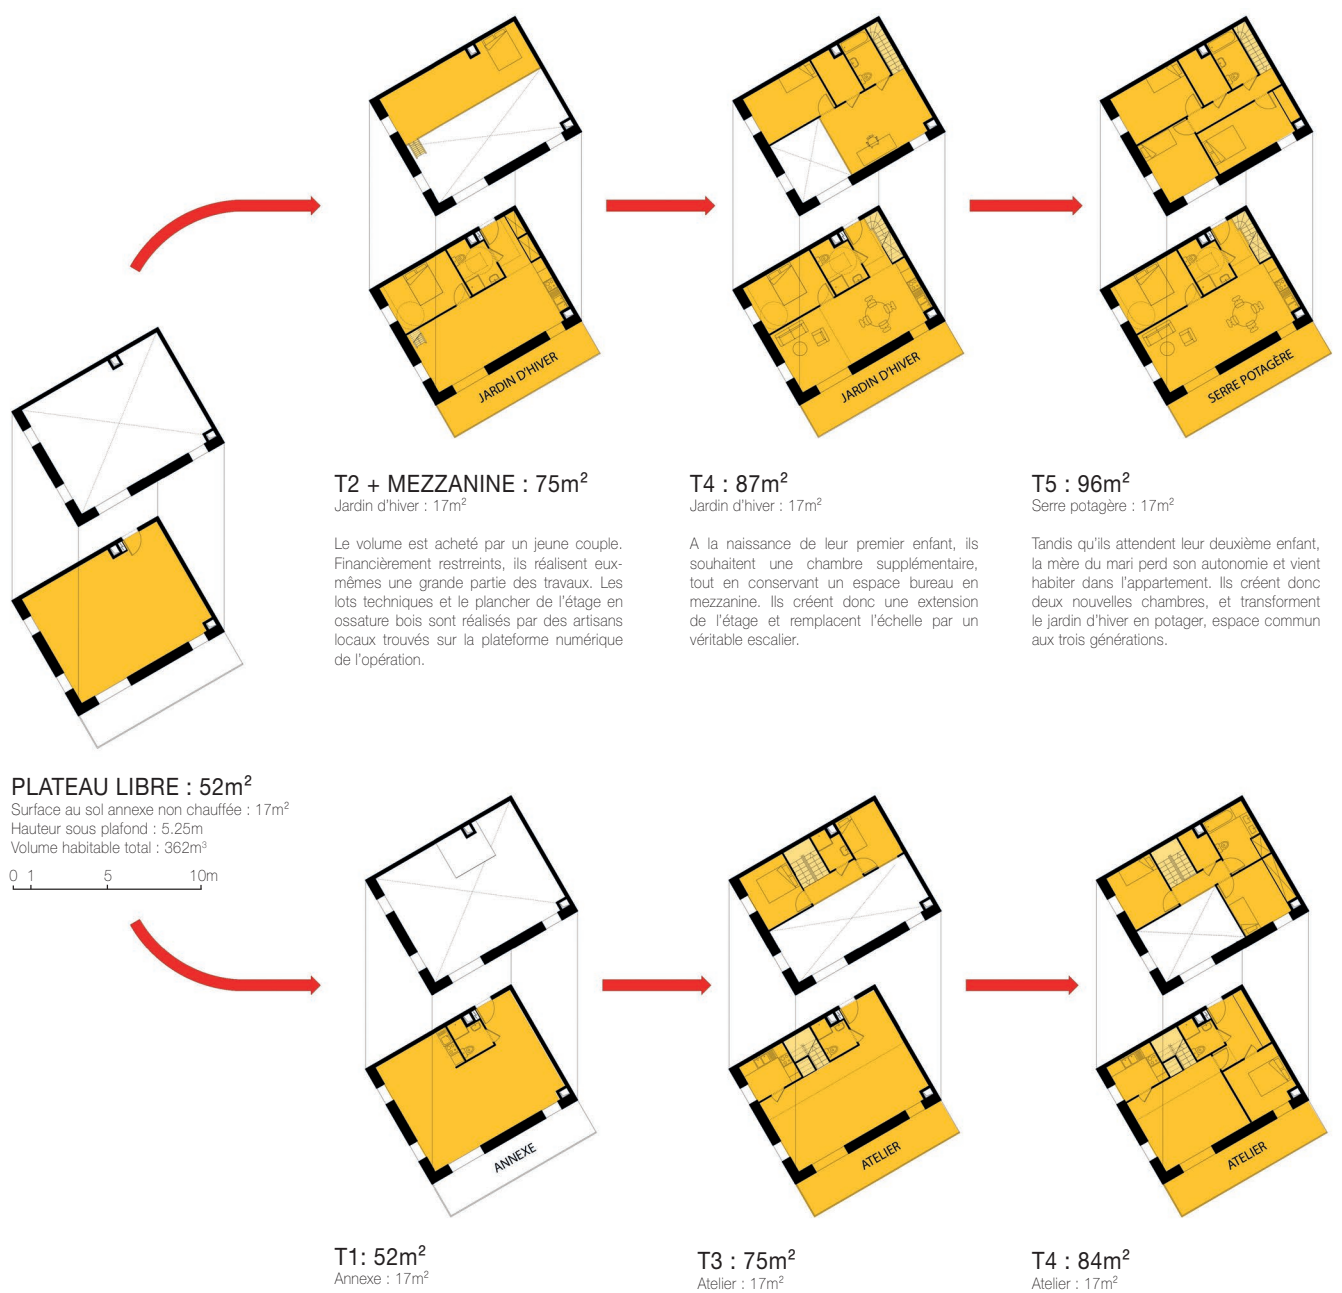 JARDIN D'HIVER
JARDIN D'HIVER
SERRE POTAGÈRE
T2 + MEZZANINE : 75m²
Jardin d'hiver : 17m²
Le volume est acheté par un jeune couple.
Financièrement restrreints, ils réalisent eux-
mêmes une grande partie des travaux. Les
lots techniques et le plancher de l'étage en
ossature bois sont réalisés par des artisans
locaux trouvés sur la plateforme numérique
de l'opération.
T4 : 87m²
Jardin d'hiver : 17m²
A la naissance de leur premier enfant, ils
souhaitent une chambre supplémentaire,
tout en conservant un espace bureau en
mezzanine. Ils créent donc une extension
de l'étage et remplacent l'échelle par un
véritable escalier.
T5 : 96m²
Serre potagère : 17m²
Tandis qu'ils attendent leur deuxième enfant,
la mère du mari perd son autonomie et vient
habiter dans l'appartement. Ils créent donc
deux nouvelles chambres, et transforment
le jardin d'hiver en potager, espace commun
aux trois générations.
PLATEAU LIBRE : 52m²
Surface au sol annexe non chauffée : 17m²
Hauteur sous plafond : 5.25m
Volume habitable total : 362m³
0 1 5 10m
ANNEXE
ATELIER
ATELIER
T1: 52m²
Annexe : 17m²
T3 : 75m²
Atelier : 17m²
T4 : 84m²
Atelier : 17m²